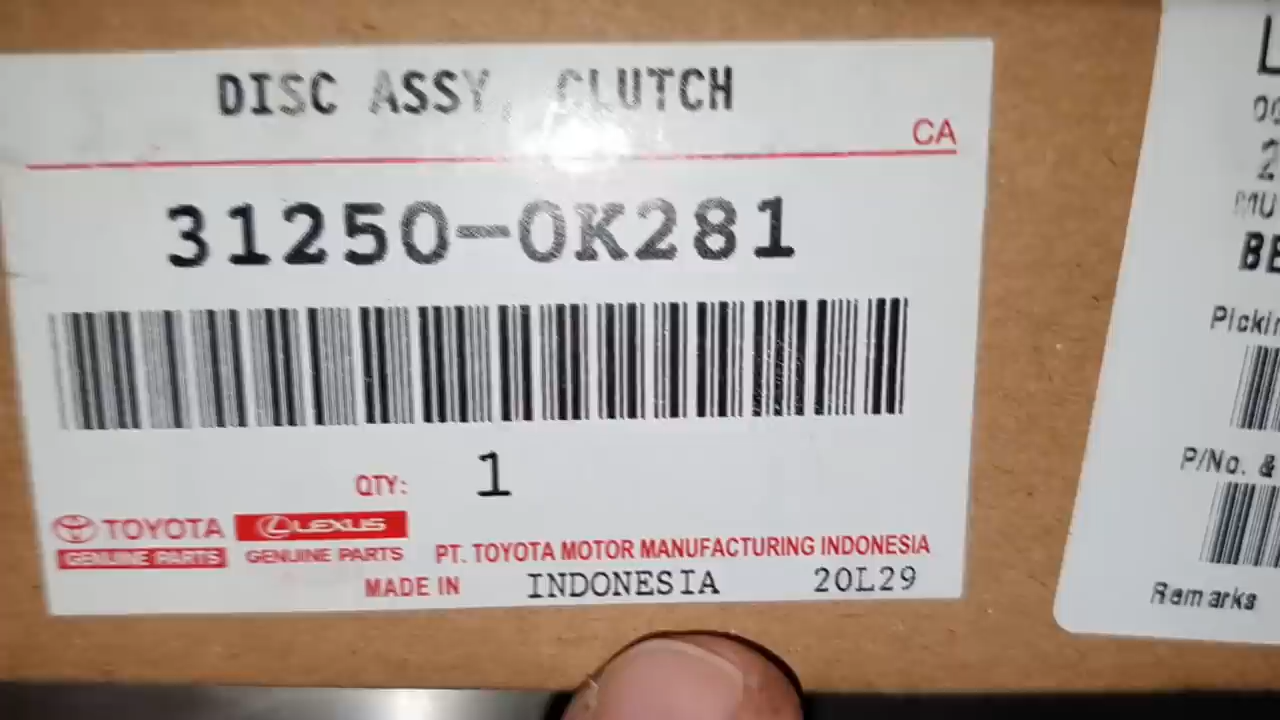 DISC ASSY, CLUTCH
CA
31250-0K281
QTY: 1
TOYOTA
GENUINE PARTS
LEXUS
GENUINE PARTS
PT. TOYOTA MOTOR MANUFACTURING INDONESIA
MADE IN INDONESIA 20L29
P/No. &
Remarks